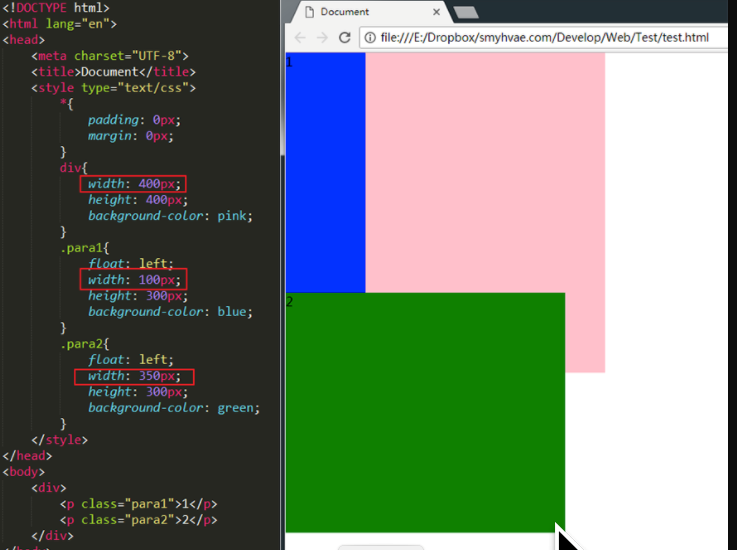 <!DOCTYPE html>
<html lang="en">
<head>
<meta charset="UTF-8">
<title>Document</title>
<style type="text/css">
*{
padding: 0px;
margin: 0px;
}
div{
width: 400px;
height: 400px;
background-color: pink;
}
.para1{
float: left;
width: 100px;
height: 300px;
background-color: blue;
}
.para2{
float: left;
width: 350px;
height: 300px;
background-color: green;
}
</style>
</head>
<body>
<div>
<p class="para1">1</p>
<p class="para2">2</p>
</div>
Document
file:///E:/Dropbox/smyhvae.com/Develop/Web/Test/test.html
1
2